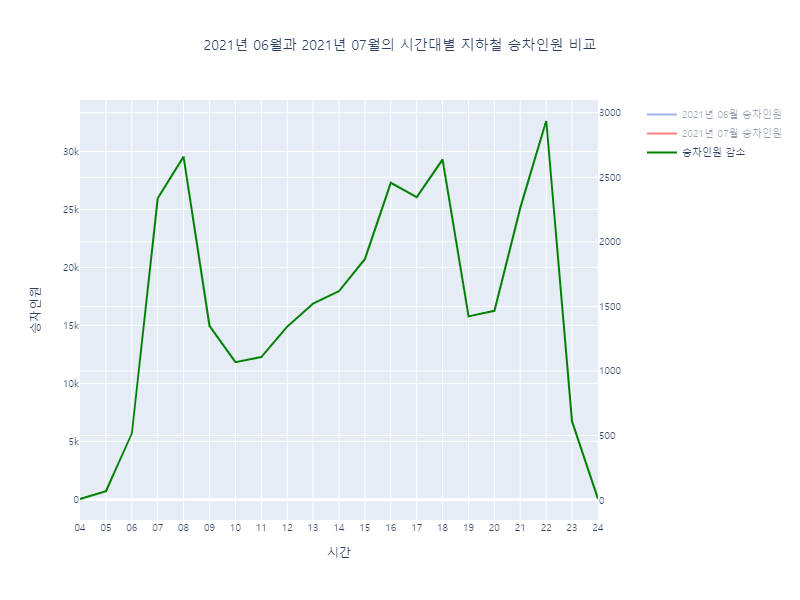 2021년 06월과 2021년 07월의 시간대별 지하철 승차인원 비교
2021년 06월 승차인원
2021년 07월 승차인원
승차인원 감소
승차인원
30k
25k
20k
15k
10k
5k
0
3000
2500
2000
1500
1000
500
0
04 05 06 07 08 09 10 11 12 13 14 15 16 17 18 19 20 21 22 23 24
시간